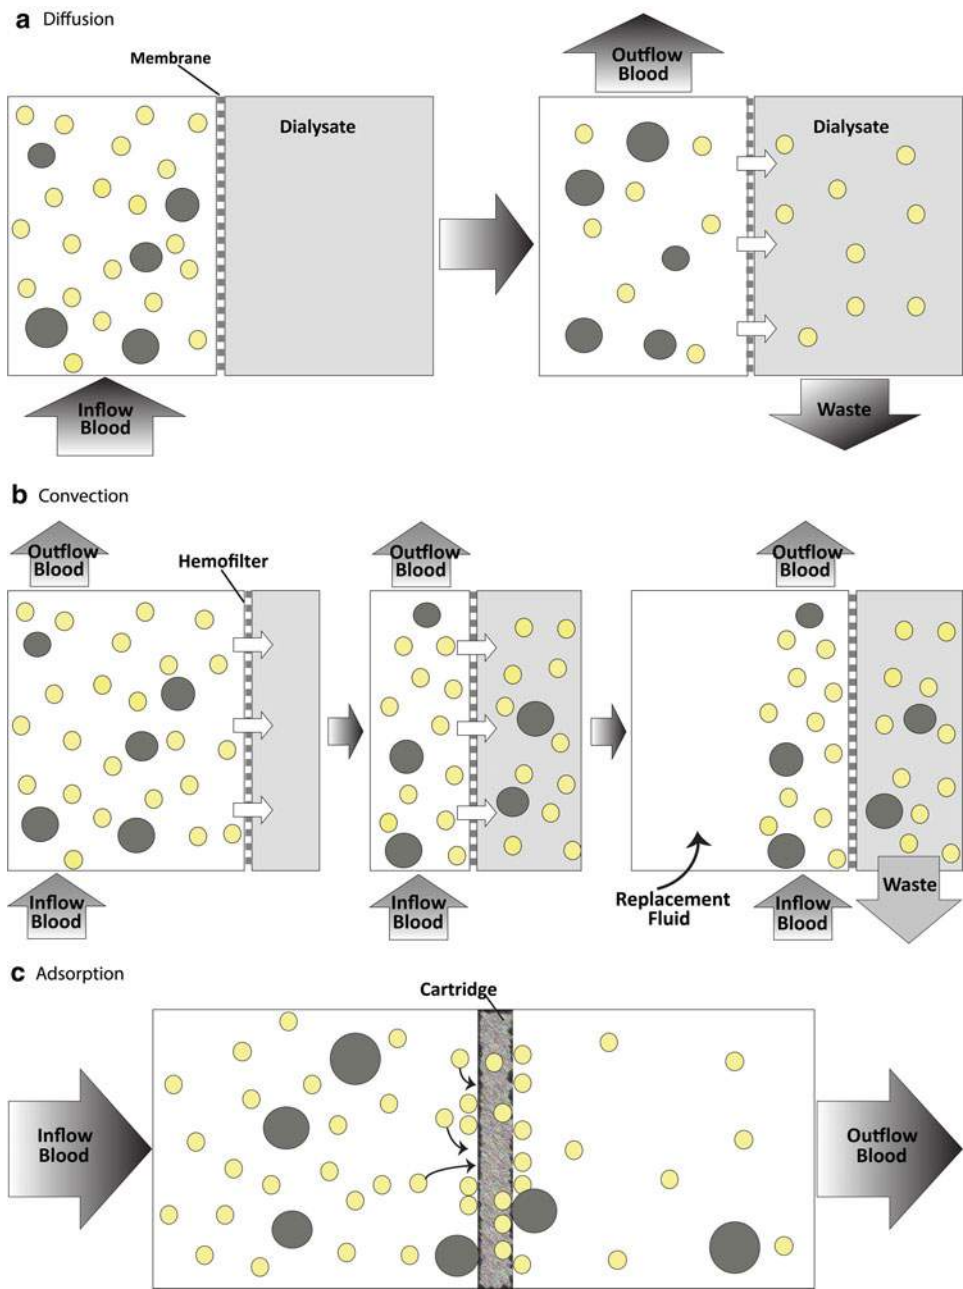 a Diffusion
Membrane
Dialysate
Inflow
Blood
Outflow
Blood
Dialysate
Waste
b Convection
Outflow
Blood
Hemofilter
Inflow
Blood
Outflow
Blood
Inflow
Blood
Outflow
Blood
Replacement
Fluid
Inflow
Blood
Waste
c Adsorption
Cartridge
Inflow
Blood
Outflow
Blood